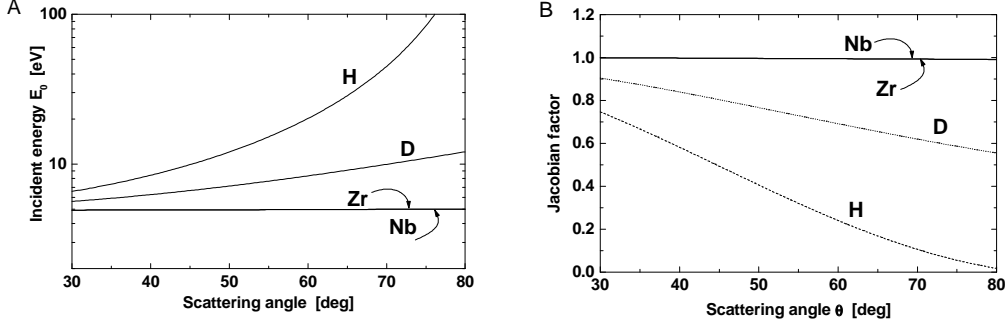 A
Incident energy E₀ [eV]
100
10
H
D
Zr
Nb
30 40 50 60 70 80
Scattering angle [deg]
B
Jacobian factor
1.0
0.8
0.6
0.4
0.2
0.0
Nb
Zr
D
H
30 40 50 60 70 80
Scattering angle θ [deg]